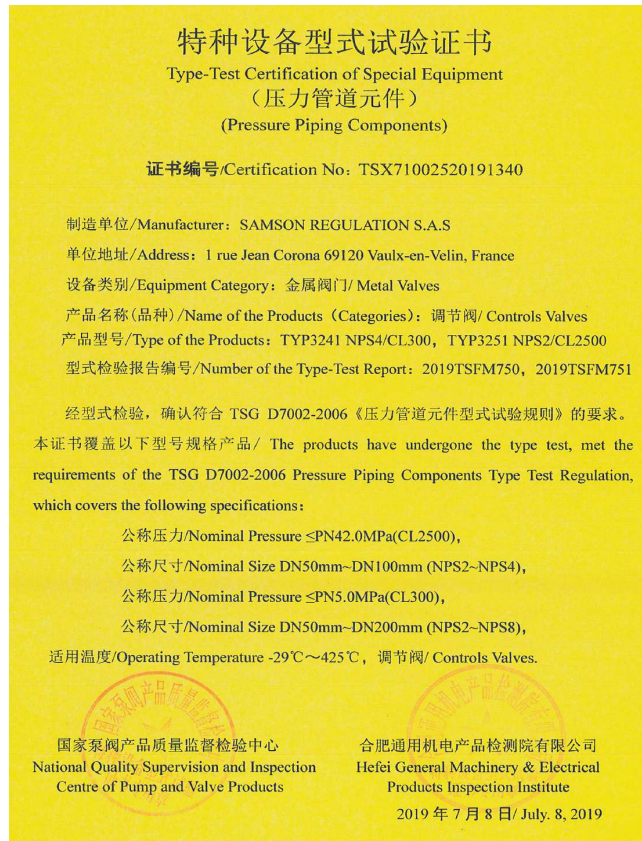 特种设备型式试验证书
Type-Test Certification of Special Equipment
（压力管道元件）
(Pressure Piping Components)
证书编号/Certification No：TSX71002520191340
制造单位/Manufacturer：SAMSON REGULATION S.A.S
单位地址/Address：1 rue Jean Corona 69120 Vaulx-en-Velin, France
设备类别/Equipment Category：金属阀门/ Metal Valves
产品名称(品种)/Name of the Products（Categories）：调节阀/ Controls Valves
产品型号/Type of the Products：TYP3241 NPS4/CL300，TYP3251 NPS2/CL2500
型式检验报告编号/Number of the Type-Test Report：2019TSFM750，2019TSFM751
经型式检验，确认符合 TSG D7002-2006《压力管道元件型式试验规则》的要求。
本证书覆盖以下型号规格产品/ The products have undergone the type test, met the
requirements of the TSG D7002-2006 Pressure Piping Components Type Test Regulation,
which covers the following specifications：
公称压力/Nominal Pressure ≤PN42.0MPa(CL2500)，
公称尺寸/Nominal Size DN50mm~DN100mm (NPS2~NPS4)，
公称压力/Nominal Pressure ≤PN5.0MPa(CL300)，
公称尺寸/Nominal Size DN50mm~DN200mm (NPS2~NPS8)，
适用温度/Operating Temperature -29℃～425℃，调节阀/ Controls Valves.
国家泵阀产品质量监督检验中心
National Quality Supervision and Inspection
Centre of Pump and Valve Products
合肥通用机电产品检测院有限公司
Hefei General Machinery & Electrical
Products Inspection Institute
2019 年 7 月 8 日/ July. 8, 2019